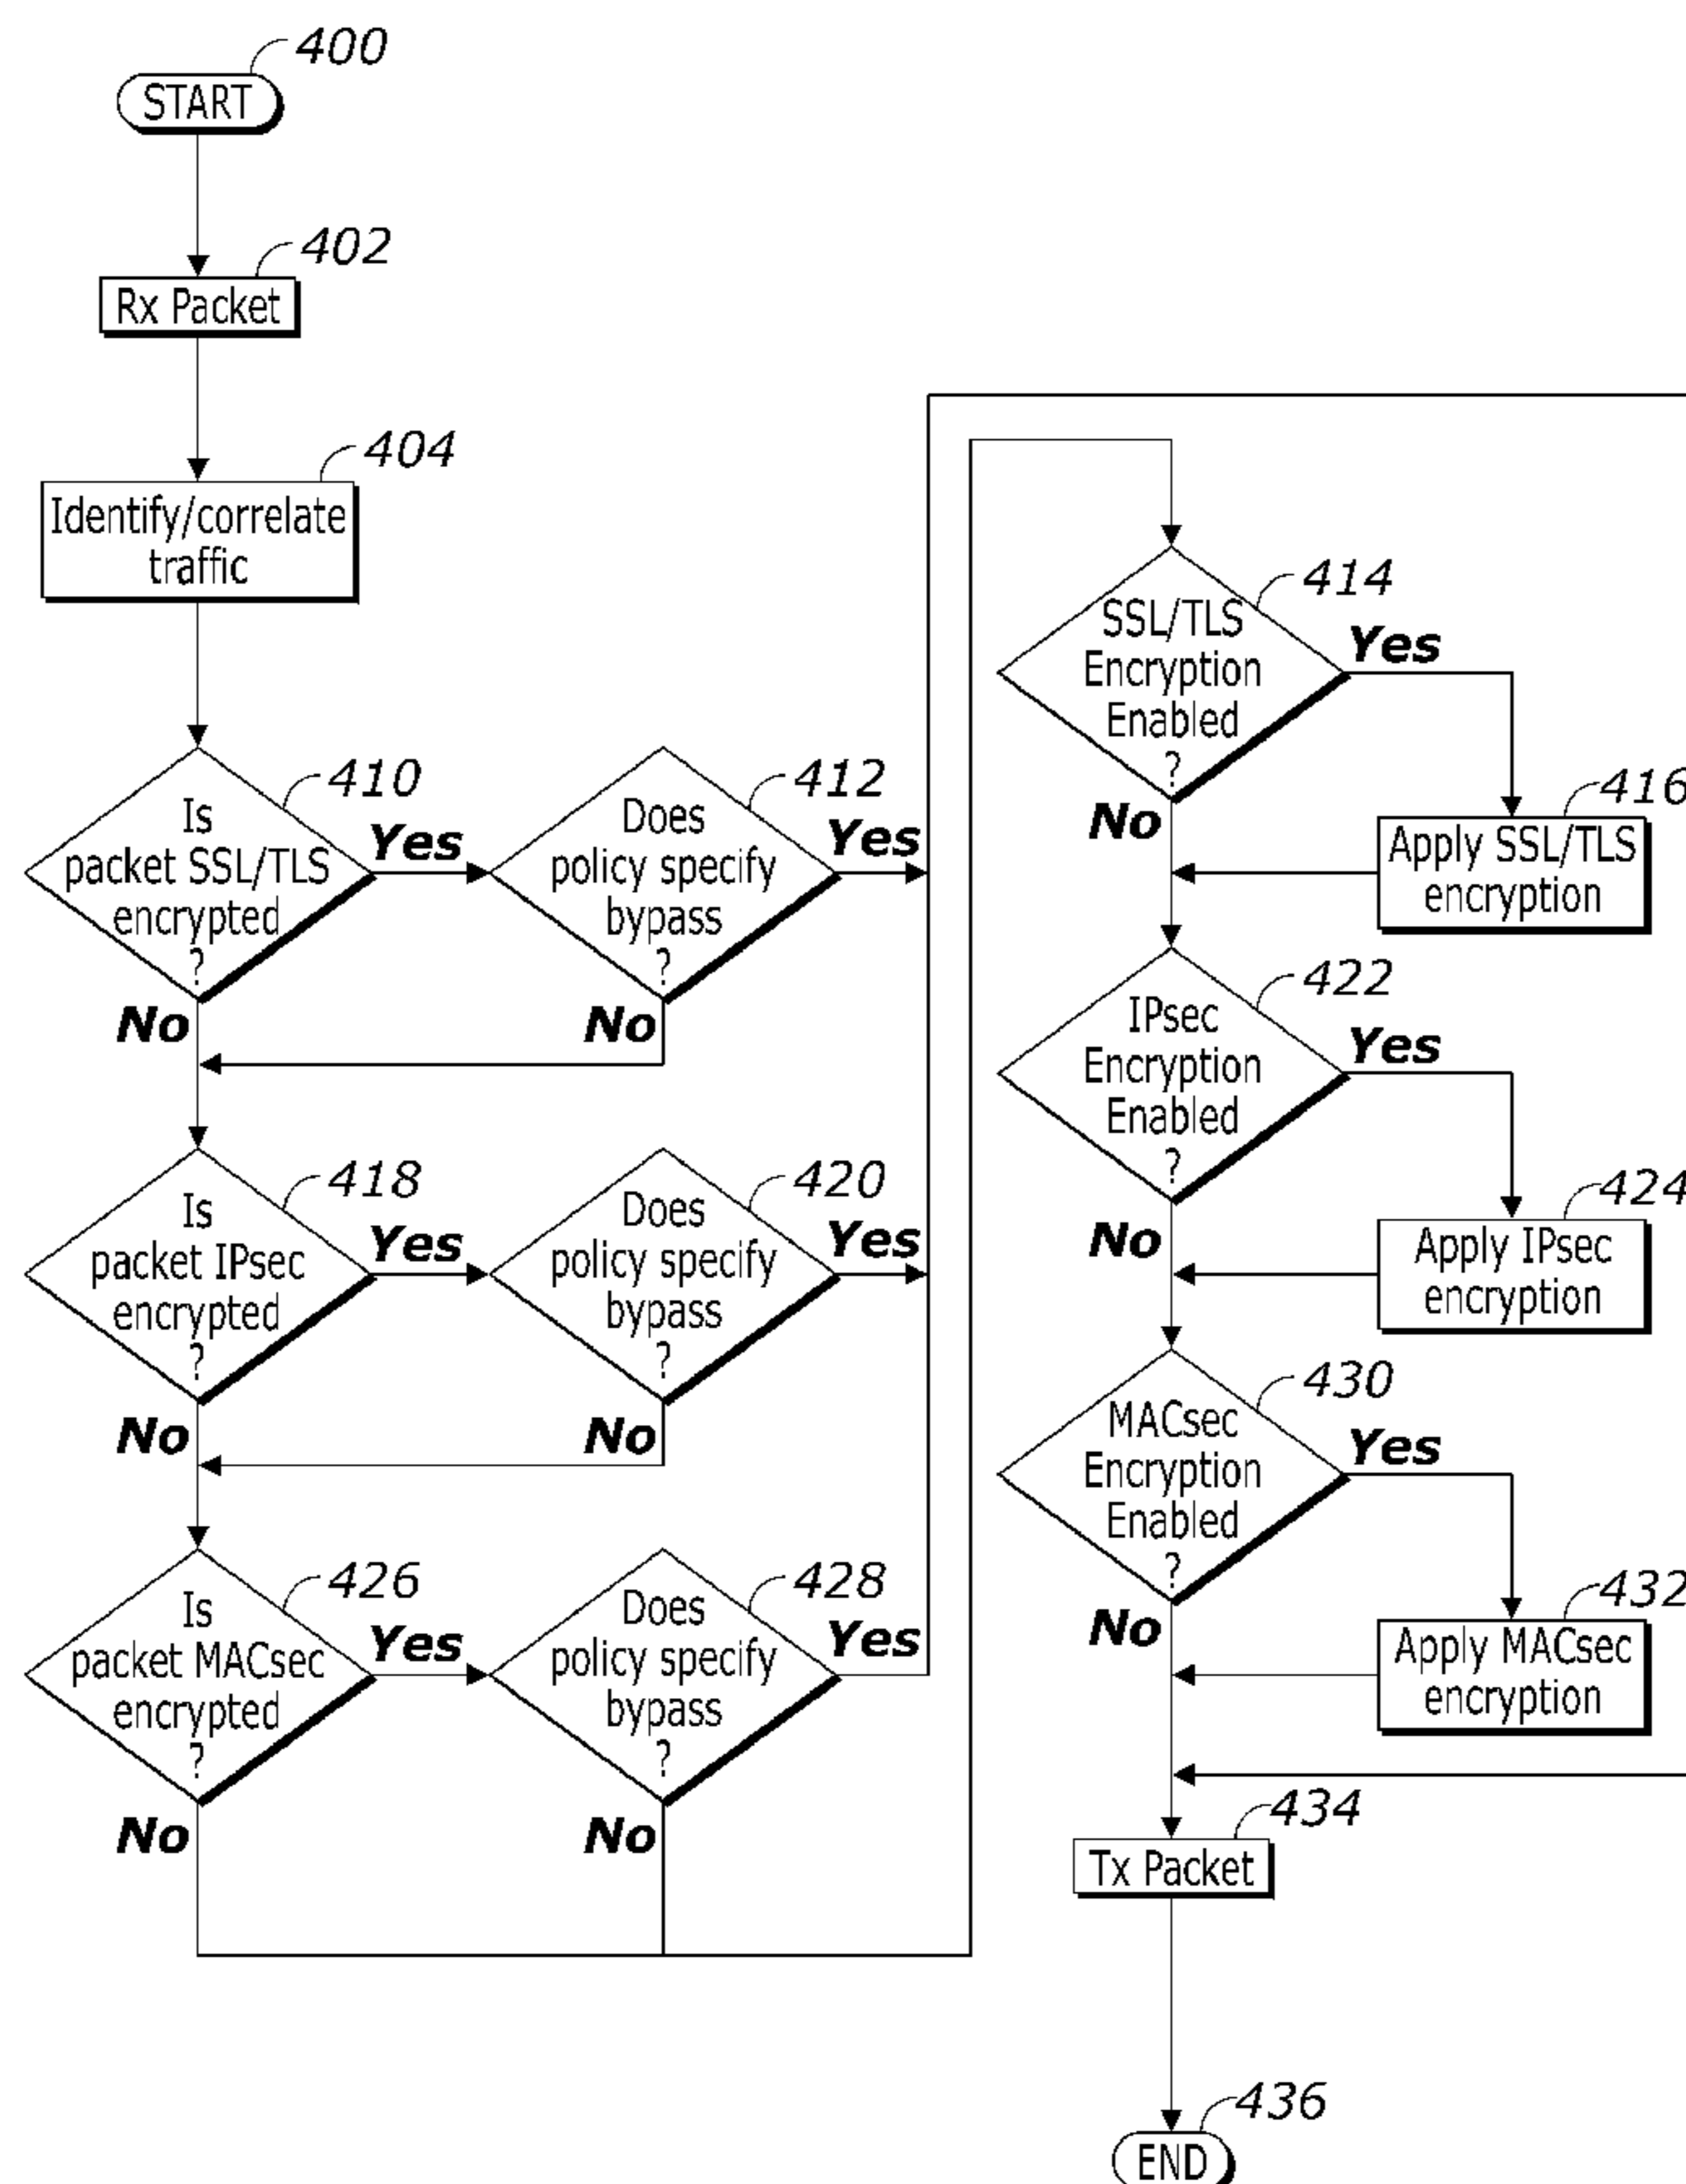 400
START
402
Rx Packet
404
Identify/correlate
traffic
410
Is
packet SSL/TLS
encrypted
?
Yes
No
412
Does
policy specify
bypass
?
Yes
No
418
Is
packet IPsec
encrypted
?
Yes
No
420
Does
policy specify
bypass
?
Yes
No
426
Is
packet MACsec
encrypted
?
Yes
No
428
Does
policy specify
bypass
?
Yes
No
414
SSL/TLS
Encryption
Enabled
?
Yes
No
416
Apply SSL/TLS
encryption
422
IPsec
Encryption
Enabled
?
Yes
No
424
Apply IPsec
encryption
430
MACsec
Encryption
Enabled
?
Yes
No
432
Apply MACsec
encryption
434
Tx Packet
436
END